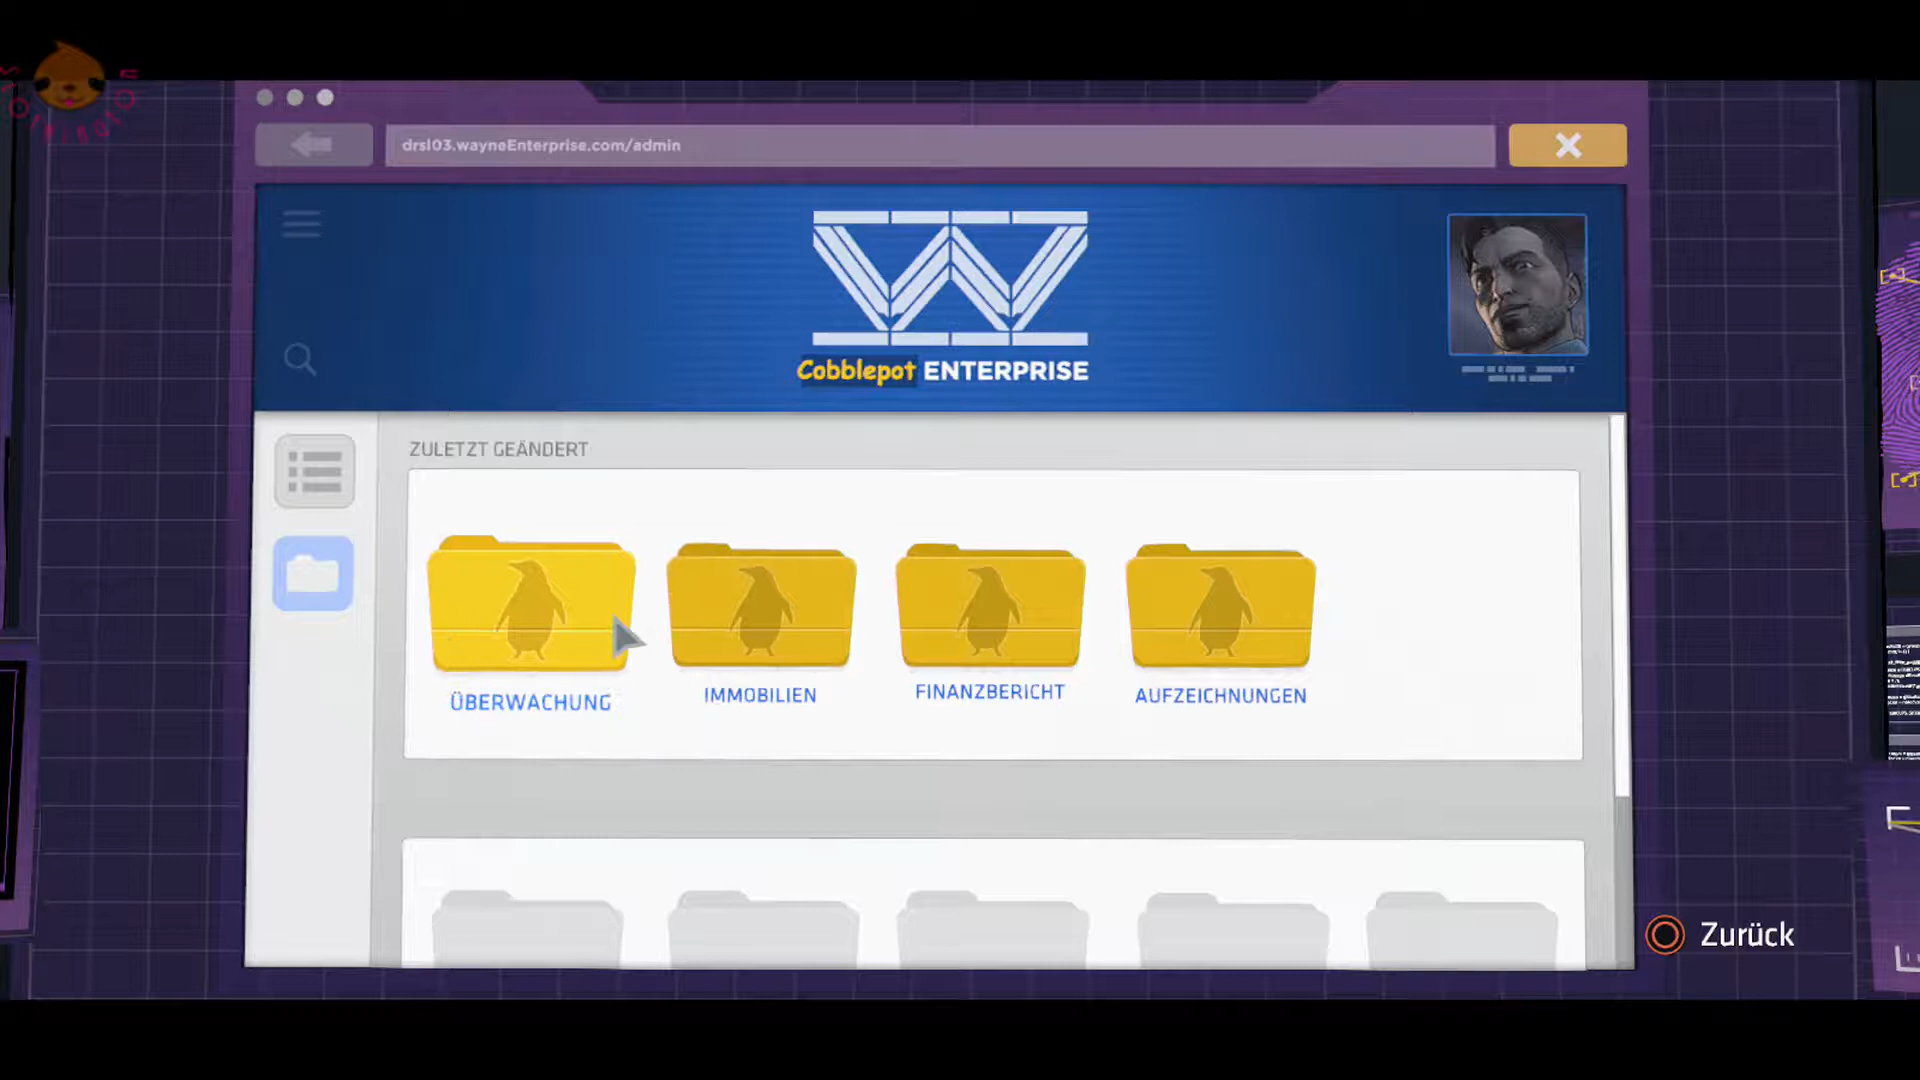 drsl03.wayneEnterprise.com/admin
Cobblepot ENTERPRISE
ZULETZT GEÄNDERT
ÜBERWACHUNG
IMMOBILIEN
FINANZBERICHT
AUFZEICHNUNGEN
Zurück